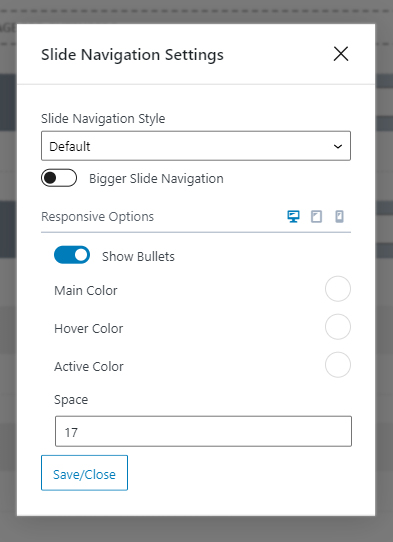 Slide Navigation Settings
Slide Navigation Style
Default
Bigger Slide Navigation
Responsive Options
Show Bullets
Main Color
Hover Color
Active Color
Space
17
Save/Close